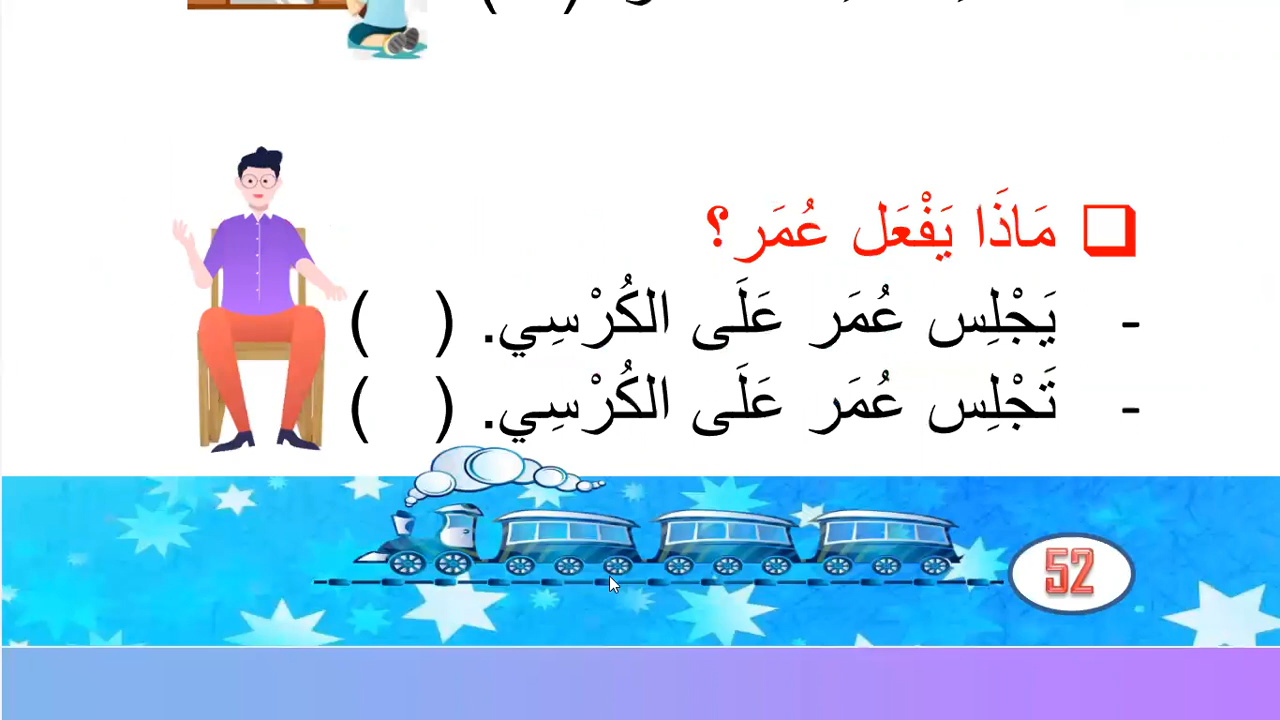 مَاذَا يَفْعَل عُمَر؟
- يَجْلِس عُمَر عَلَى الكُرْسِي. ( )
- تَجْلِس عُمَر عَلَى الكُرْسِي. ( )
52